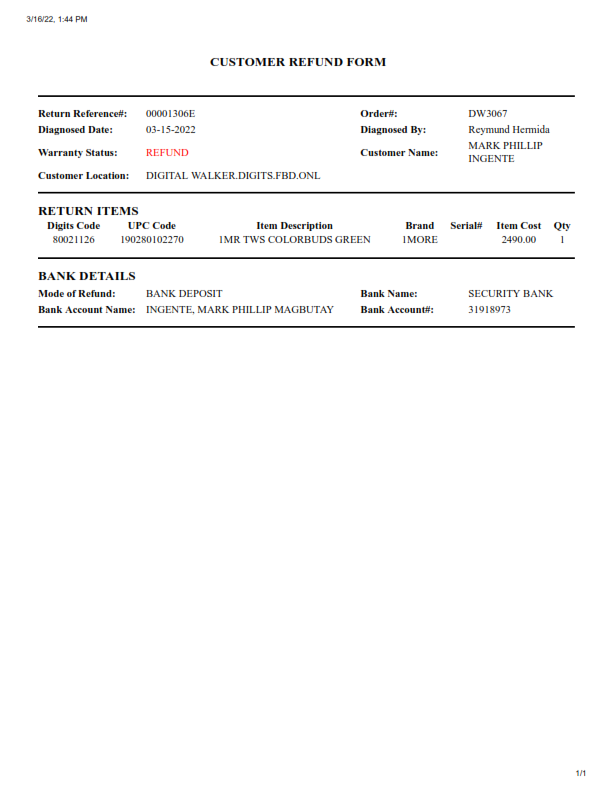 3/16/22, 1:44 PM
CUSTOMER REFUND FORM
Return Reference#: 00001306E Order#: DW3067
Diagnosed Date: 03-15-2022 Diagnosed By: Reymund Hermida
Warranty Status: REFUND Customer Name: MARK PHILLIP
INGENTE
Customer Location: DIGITAL WALKER.DIGITS.FBD.ONL
RETURN ITEMS
Digits Code UPC Code Item Description Brand Serial# Item Cost Qty
80021126 190280102270 1MR TWS COLORBUDS GREEN 1MORE 2490.00 1
BANK DETAILS
Mode of Refund: BANK DEPOSIT Bank Name: SECURITY BANK
Bank Account Name: INGENTE, MARK PHILLIP MAGBUTAY Bank Account#: 31918973
1/1